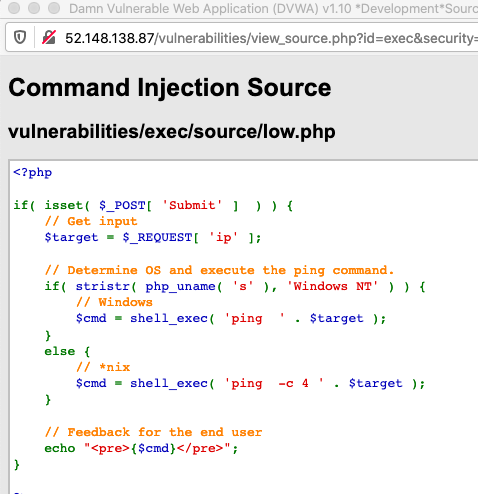 Damn Vulnerable Web Application (DVWA) v1.10 *Development*Sourc
52.148.138.87/vulnerabilities/view_source.php?id=exec&security=
Command Injection Source
vulnerabilities/exec/source/low.php
<?php
if( isset( $_POST[ 'Submit' ]  ) ) {
    // Get input
    $target = $_REQUEST[ 'ip' ];
    // Determine OS and execute the ping command.
    if( stristr( php_uname( 's' ), 'Windows NT' ) ) {
        // Windows
        $cmd = shell_exec( 'ping  ' . $target );
    }
    else {
        // *nix
        $cmd = shell_exec( 'ping  -c 4 ' . $target );
    }
    // Feedback for the end user
    echo "<pre>{$cmd}</pre>";
}